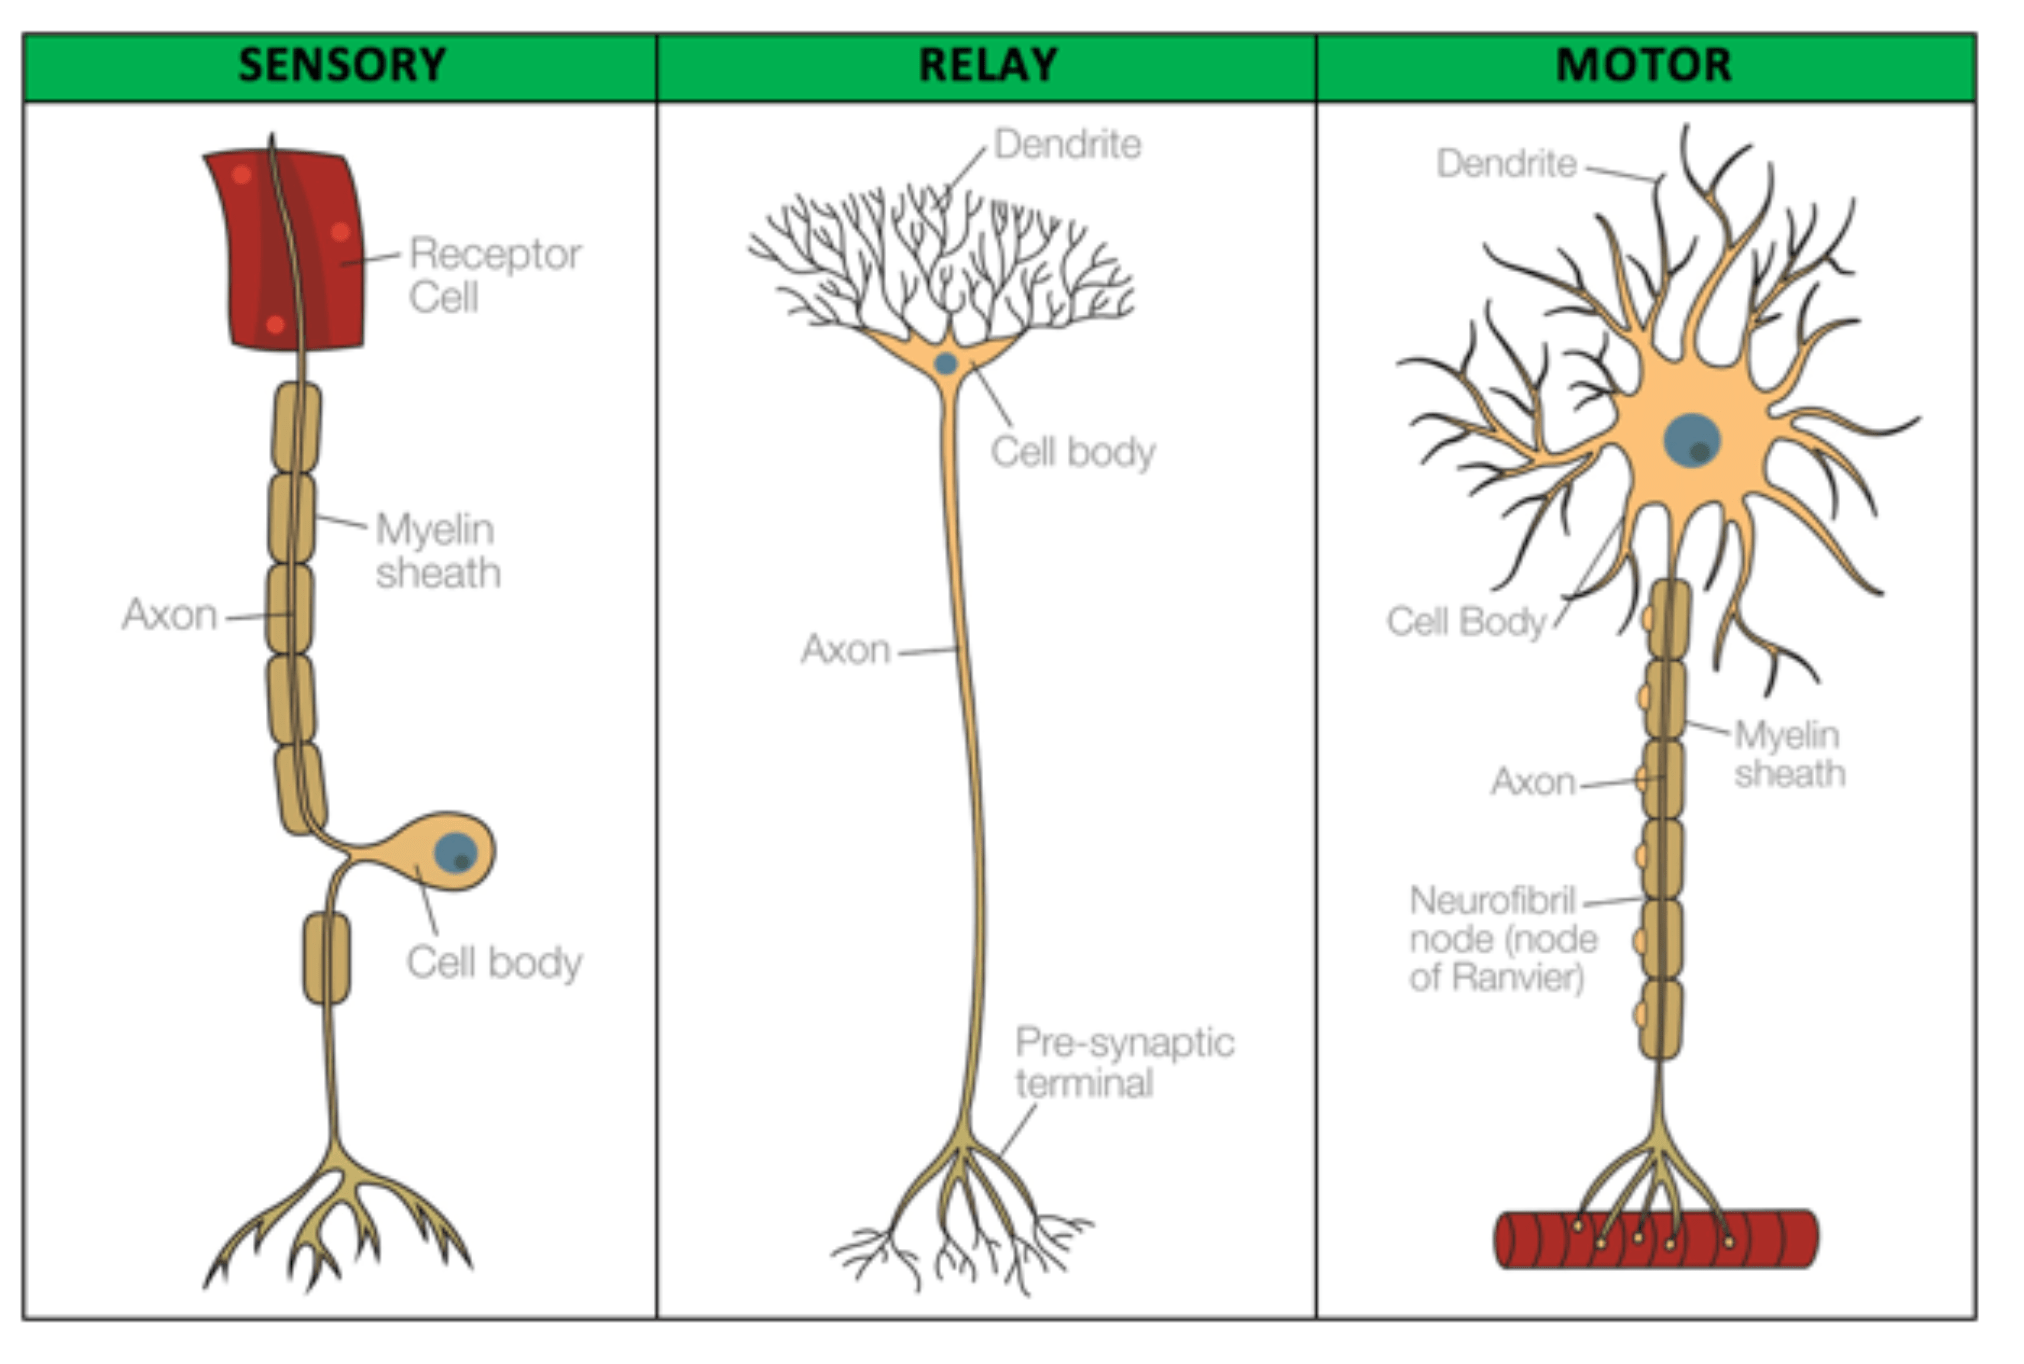 SENSORY
Receptor
Cell
Myelin
sheath
Axon
Cell body
RELAY
Dendrite
Cell body
Axon
Pre-synaptic
terminal
MOTOR
Dendrite
Cell Body
Myelin
sheath
Axon
Neurofibril
node (node
of Ranvier)